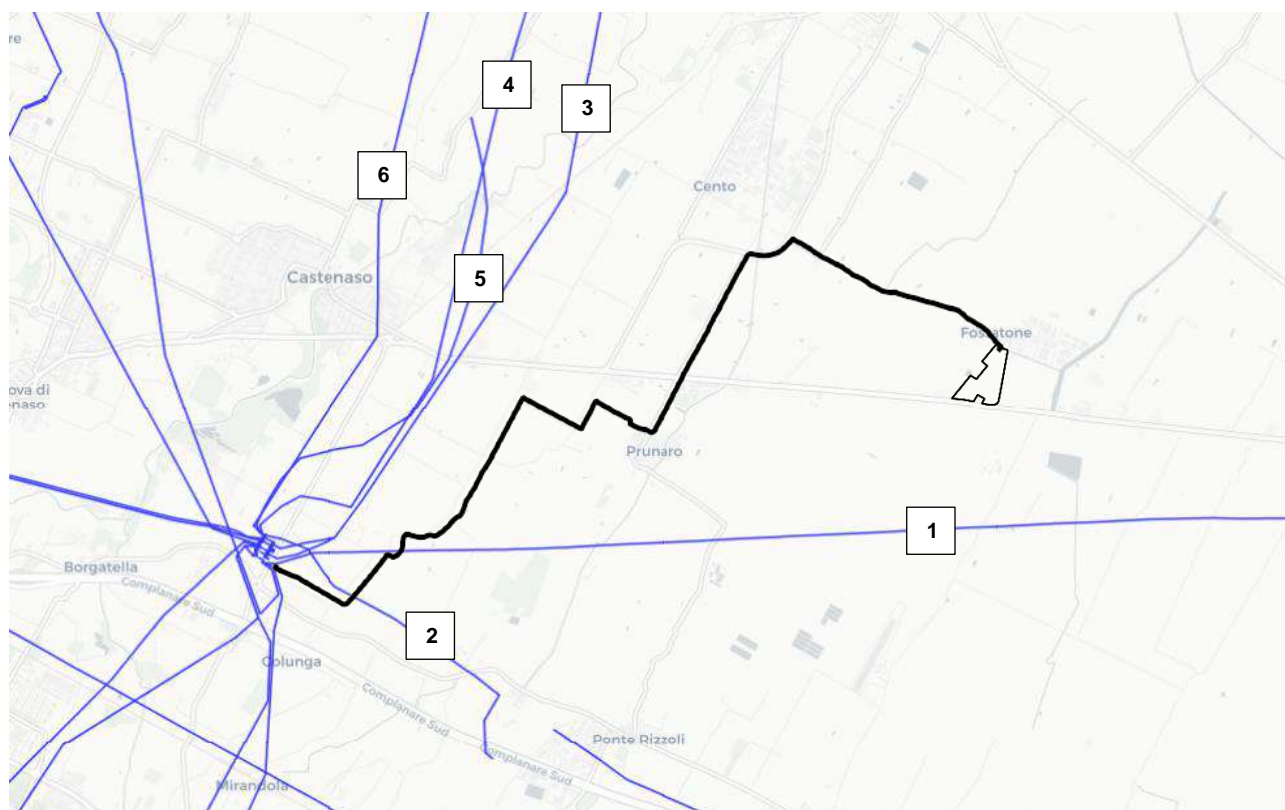 re
4
3
6
Cento
5
Castenaso
Fossatone
ova di
enaso
Prunaro
1
Borgatella
Complanare Sud
2
Colunga
Complanare Sud
Ponte Rizzoli
Complanare Sud
Mirandola